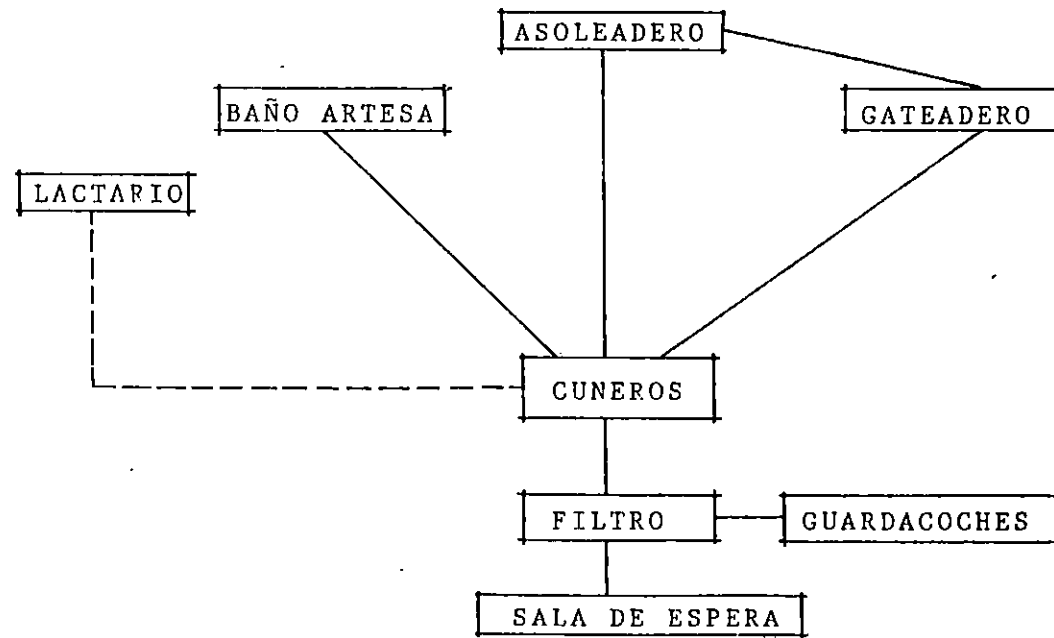 ASOLEADERO
BAÑO ARTESA
GATEADERO
LACTARIO
CUNEROS
FILTRO
GUARDACOCHES
SALA DE ESPERA